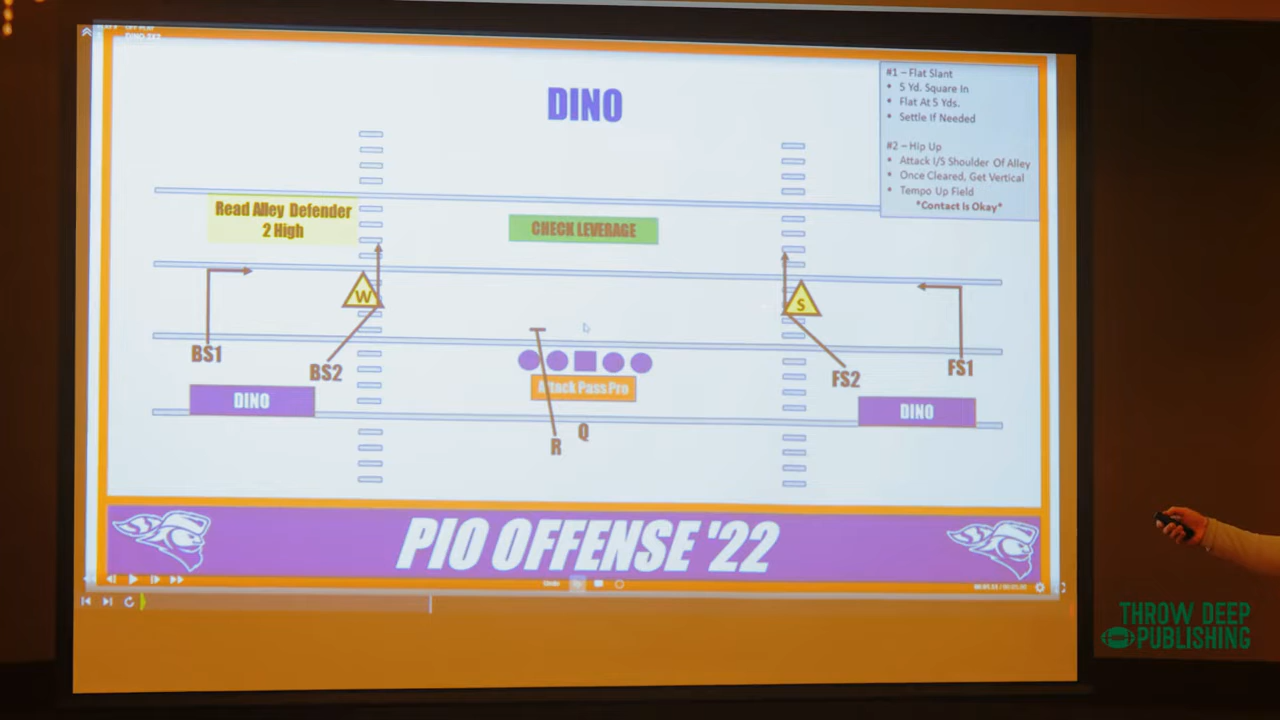 DINO
#1 – Flat Slant
• 5 Yd. Square In
• Flat At 5 Yds.
• Settle If Needed
#2 – Hip Up
• Attack I/S Shoulder Of Alley
• Once Cleared, Get Vertical
• Tempo Up Field
*Contact Is Okay*
Read Alley Defender
2 High
CHECK LEVERAGE
W
S
BS1
BS2
FS2
FS1
Attack Pass Pro
DINO
DINO
R
Q
PIO OFFENSE '22
THROW DEEP
PUBLISHING